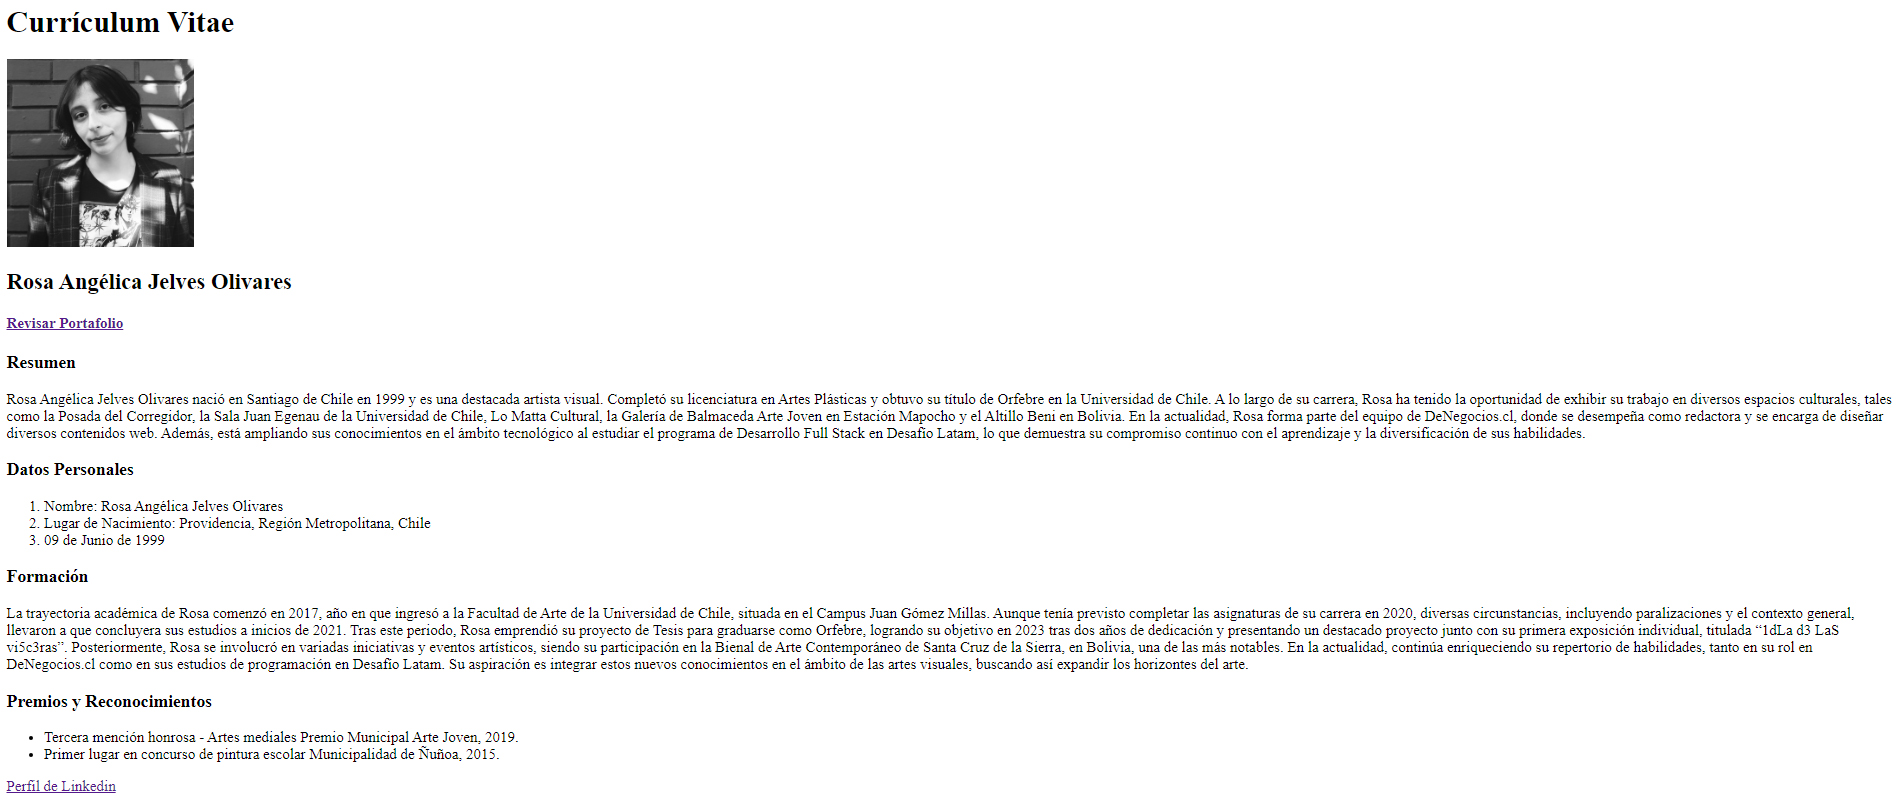 Currículum Vitae
Rosa Angélica Jelves Olivares
Revisar Portafolio
Resumen
Rosa Angélica Jelves Olivares nació en Santiago de Chile en 1999 y es una destacada artista visual. Completó su licenciatura en Artes Plásticas y obtuvo su título de Orfebre en la Universidad de Chile. A lo largo de su carrera, Rosa ha tenido la oportunidad de exhibir su trabajo en diversos espacios culturales, tales
como la Posada del Corregidor, la Sala Juan Egenau de la Universidad de Chile, Lo Matta Cultural, la Galería de Balmaceda Arte Joven en Estación Mapocho y el Altillo Beni en Bolivia. En la actualidad, Rosa forma parte del equipo de DeNegocios.cl, donde se desempeña como redactora y se encarga de diseñar
diversos contenidos web. Además, está ampliando sus conocimientos en el ámbito tecnológico al estudiar el programa de Desarrollo Full Stack en Desafío Latam, lo que demuestra su compromiso continuo con el aprendizaje y la diversificación de sus habilidades.
Datos Personales
1. Nombre: Rosa Angélica Jelves Olivares
2. Lugar de Nacimiento: Providencia, Región Metropolitana, Chile
3. 09 de Junio de 1999
Formación
La trayectoria académica de Rosa comenzó en 2017, año en que ingresó a la Facultad de Arte de la Universidad de Chile, situada en el Campus Juan Gómez Millas. Aunque tenía previsto completar las asignaturas de su carrera en 2020, diversas circunstancias, incluyendo paralizaciones y el contexto general,
llevaron a que concluyera sus estudios a inicios de 2021. Tras este periodo, Rosa emprendió su proyecto de Tesis para graduarse como Orfebre, logrando su objetivo en 2023 tras dos años de dedicación y presentando un destacado proyecto junto con su primera exposición individual, titulada “1dLa d3 LaS
vi5c3ras”. Posteriormente, Rosa se involucró en variadas iniciativas y eventos artísticos, siendo su participación en la Bienal de Arte Contemporáneo de Santa Cruz de la Sierra, en Bolivia, una de las más notables. En la actualidad, continúa enriqueciendo su repertorio de habilidades, tanto en su rol en
DeNegocios.cl como en sus estudios de programación en Desafío Latam. Su aspiración es integrar estos nuevos conocimientos en el ámbito de las artes visuales, buscando así expandir los horizontes del arte.
Premios y Reconocimientos
• Tercera mención honrosa - Artes mediales Premio Municipal Arte Joven, 2019.
• Primer lugar en concurso de pintura escolar Municipalidad de Ñuñoa, 2015.
Perfil de Linkedin